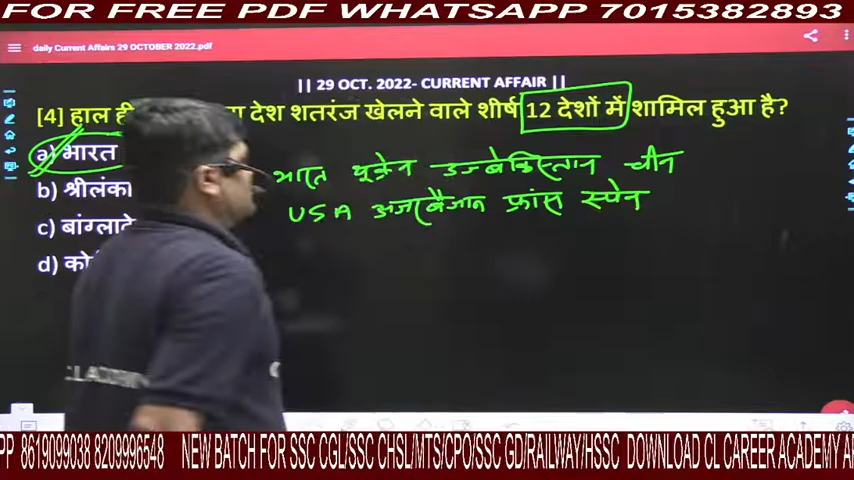 FOR FREE PDF WHATSAPP 7015382893
daily Current Affairs 29 OCTOBER 2022.pdf
|| 29 OCT. 2022- CURRENT AFFAIR ||
[4] हाल ही देश शतरंज खेलने वाले शीर्ष 12 देशों में शामिल हुआ है?
a) भारत
भारत यूक्रेन उज्बेकिस्तान चीन
b) श्रीलंका
USA अजरबैजान फ्रांस स्पेन
c)
d)
PP 8619099038 8209996548 NEW BATCH FOR SSC CGL/SSC CHSL/MTS/CPO/SSC GD/RAILWAY/HSSC DOWNLOAD CL CAREER ACADEMY